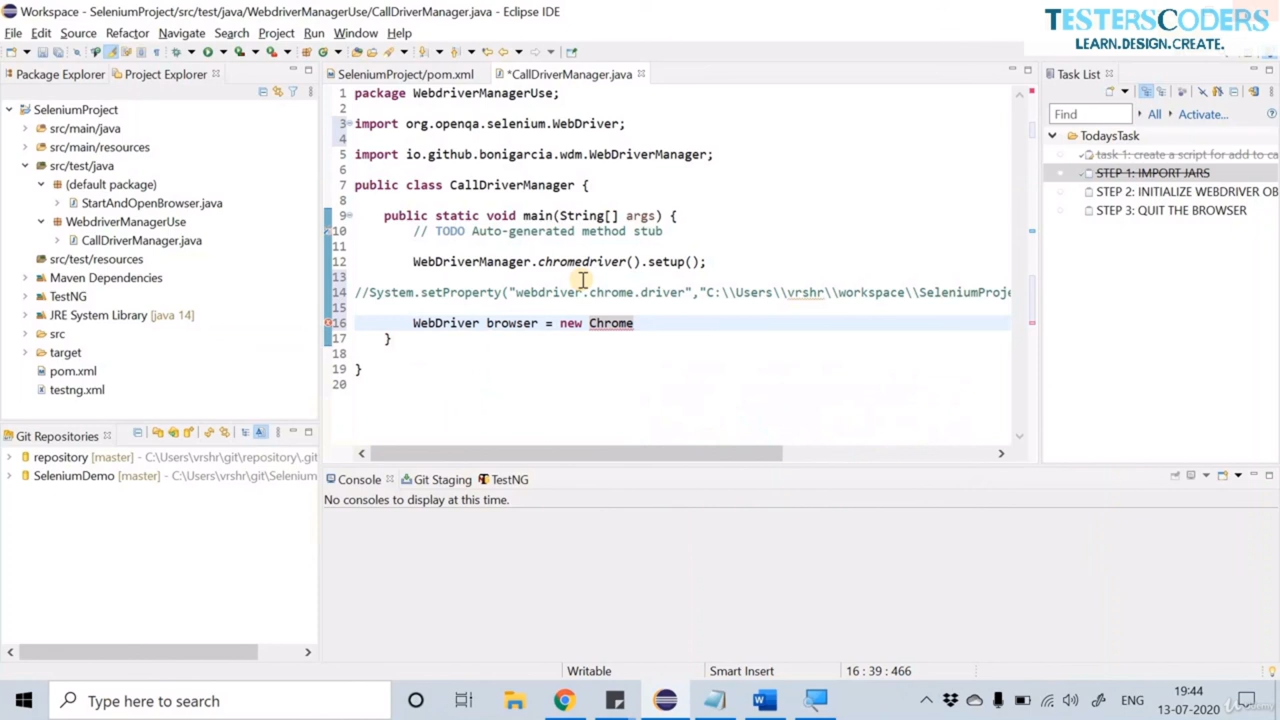 Workspace - SeleniumProject/src/test/java/WebdriverManagerUse/CallDriverManager.java - Eclipse IDE
TESTERSCODERS
LEARN.DESIGN.CREATE.
File Edit Source Refactor Navigate Search Project Run Window Help
Package Explorer
Project Explorer
SeleniumProject
src/main/java
src/main/resources
src/test/java
(default package)
StartAndOpenBrowser.java
WebdriverManagerUse
CallDriverManager.java
src/test/resources
Maven Dependencies
TestNG
JRE System Library [java 14]
src
target
pom.xml
testng.xml
SeleniumProject/pom.xml
*CallDriverManager.java
1 package WebdriverManagerUse;
2
3 import org.openqa.selenium.WebDriver;
4
5 import io.github.bonigarcia.wdm.WebDriverManager;
6
7 public class CallDriverManager {
8
9 public static void main(String[] args) {
10 // TODO Auto-generated method stub
11
12 WebDriverManager.chromedriver().setup();
13
14 //System.setProperty("webdriver.chrome.driver","C:\\Users\\vrshr\\workspace\\SeleniumProje
15
16 WebDriver browser = new Chrome
17 }
18
19 }
20
Task List
Find
All
Activate...
TodaysTask
task 1: create a script for add to ca
STEP 1: IMPORT JARS
STEP 2: INITIALIZE WEBDRIVER OB
STEP 3: QUIT THE BROWSER
Git Repositories
repository [master] - C:\Users\vrshr\git\repository\.git
SeleniumDemo [master] - C:\Users\vrshr\git\Selenium
Console
Git Staging
TestNG
No consoles to display at this time.
Writable
Smart Insert
16 : 39 : 466
Type here to search
ENG
19:44
13-07-2020
Udemy